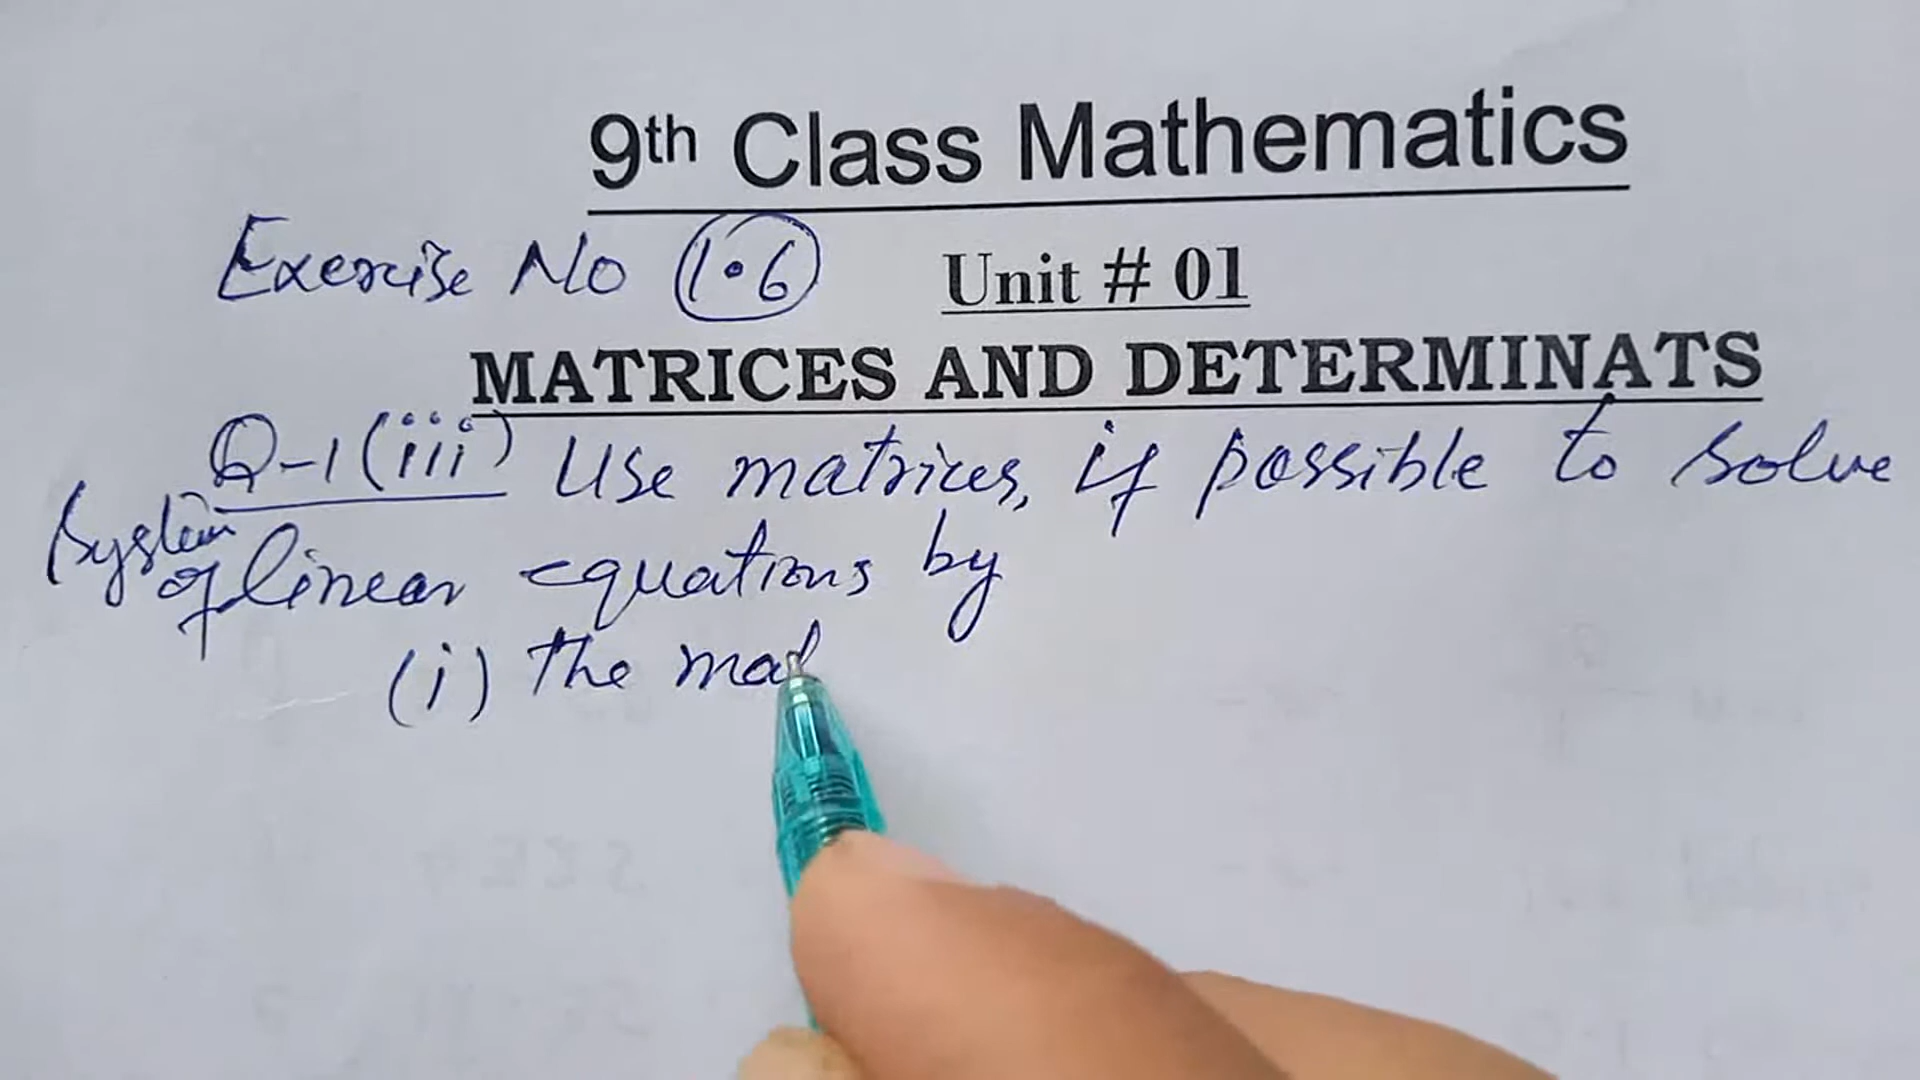 9th Class Mathematics
Exercise No 1.6 Unit # 01
MATRICES AND DETERMINATS
Q-1(iii) Use matrices, if possible to solve
System of linear equations by
(i) The mat